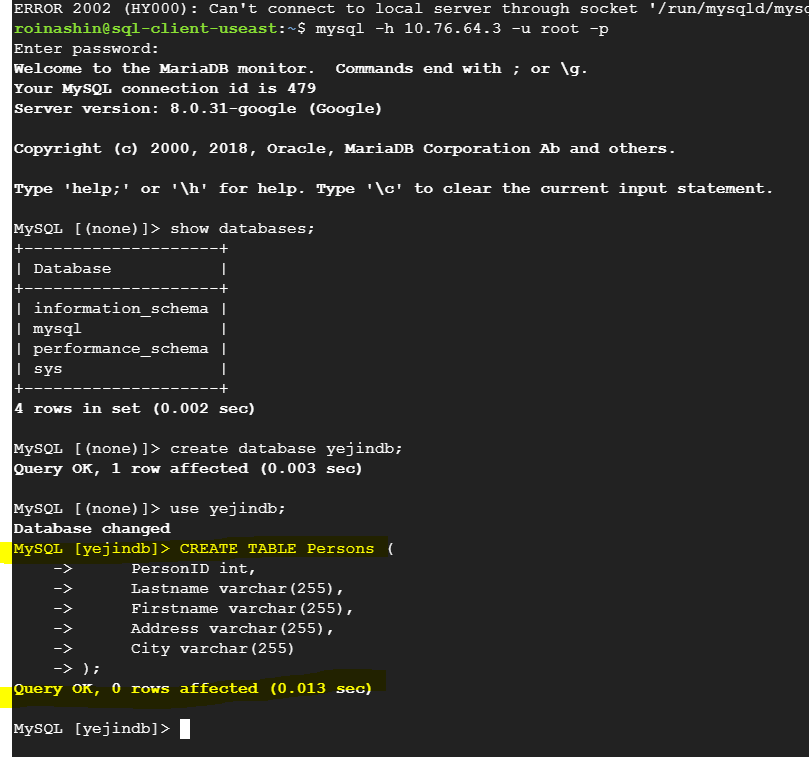 ERROR 2002 (HY000): Can't connect to local server through socket '/run/mysqld/mysq
roinashin@sql-client-useast:~$ mysql -h 10.76.64.3 -u root -p
Enter password:
Welcome to the MariaDB monitor.  Commands end with ; or \g.
Your MySQL connection id is 479
Server version: 8.0.31-google (Google)
Copyright (c) 2000, 2018, Oracle, MariaDB Corporation Ab and others.
Type 'help;' or '\h' for help. Type '\c' to clear the current input statement.
MySQL [(none)]> show databases;
+--------------------+
| Database           |
+--------------------+
| information_schema |
| mysql              |
| performance_schema |
| sys                |
+--------------------+
4 rows in set (0.002 sec)
MySQL [(none)]> create database yejindb;
Query OK, 1 row affected (0.003 sec)
MySQL [(none)]> use yejindb;
Database changed
MySQL [yejindb]> CREATE TABLE Persons (
    ->      PersonID int,
    ->      Lastname varchar(255),
    ->      Firstname varchar(255),
    ->      Address varchar(255),
    ->      City varchar(255)
    -> );
Query OK, 0 rows affected (0.013 sec)
MySQL [yejindb]>